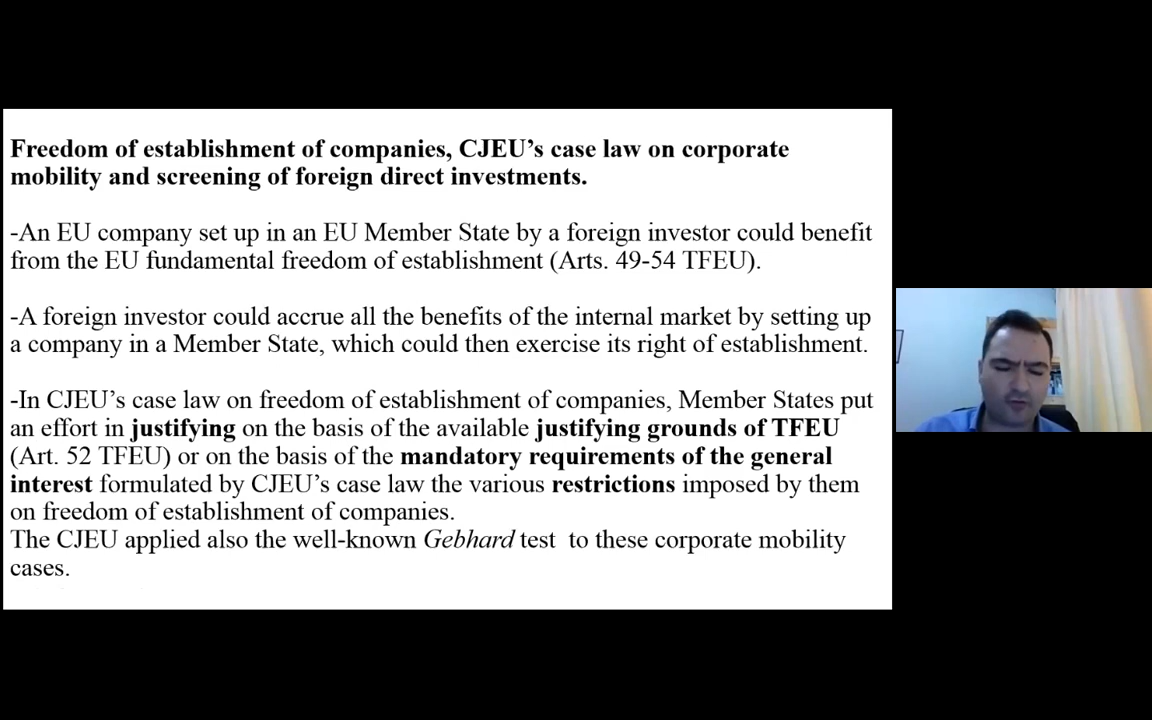 Freedom of establishment of companies, CJEU’s case law on corporate
mobility and screening of foreign direct investments.
-An EU company set up in an EU Member State by a foreign investor could benefit
from the EU fundamental freedom of establishment (Arts. 49-54 TFEU).
-A foreign investor could accrue all the benefits of the internal market by setting up
a company in a Member State, which could then exercise its right of establishment.
-In CJEU’s case law on freedom of establishment of companies, Member States put
an effort in justifying on the basis of the available justifying grounds of TFEU
(Art. 52 TFEU) or on the basis of the mandatory requirements of the general
interest formulated by CJEU’s case law the various restrictions imposed by them
on freedom of establishment of companies.
The CJEU applied also the well-known Gebhard test to these corporate mobility
cases.